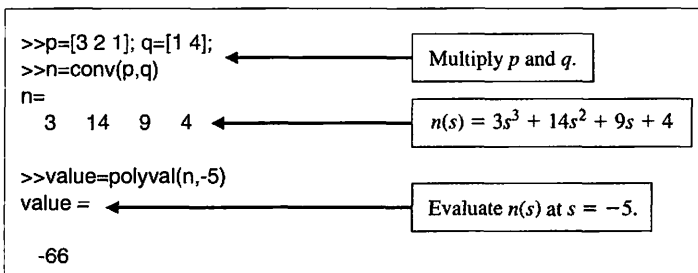 >>p=[3 2 1]; q=[1 4];
>>n=conv(p,q)
Multiply p and q.
n=
3 14 9 4
n(s) = 3s³ + 14s² + 9s + 4
>>value=polyval(n,-5)
value =
Evaluate n(s) at s = −5.
-66